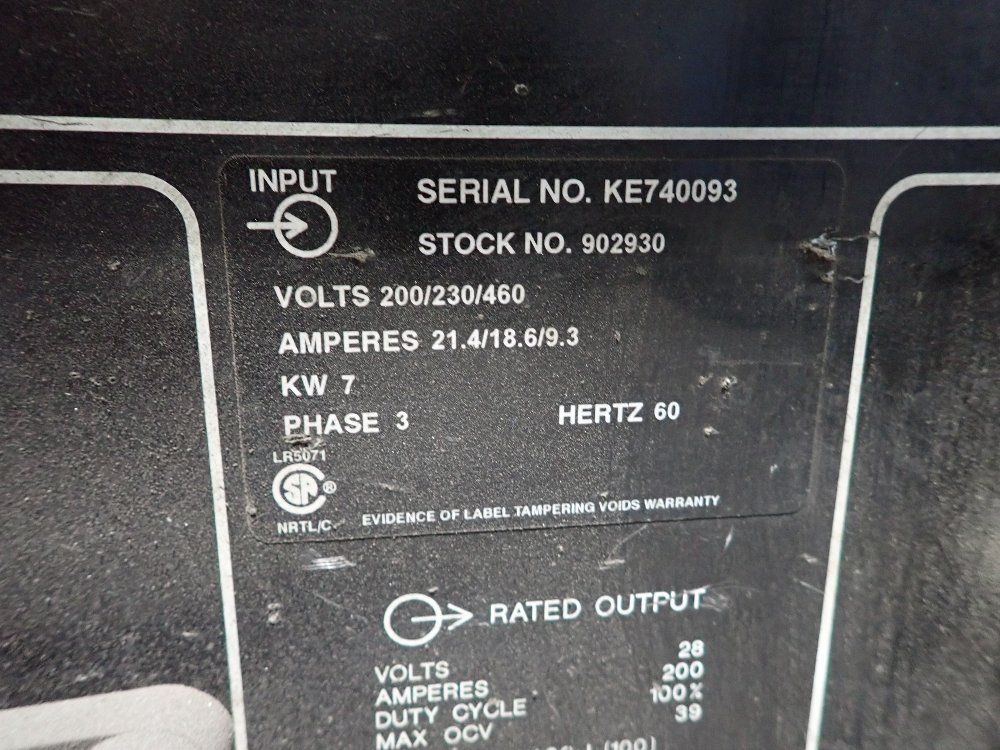 INPUT
SERIAL NO. KE740093
STOCK NO. 902930
VOLTS 200/230/460
AMPERES 21.4/18.6/9.3
KW 7
PHASE 3 HERTZ 60
LR5071
SP®
NRTL/C
EVIDENCE OF LABEL TAMPERING VOIDS WARRANTY
RATED OUTPUT
VOLTS 28
AMPERES 200
DUTY CYCLE 100%
MAX OCV 39
(100)